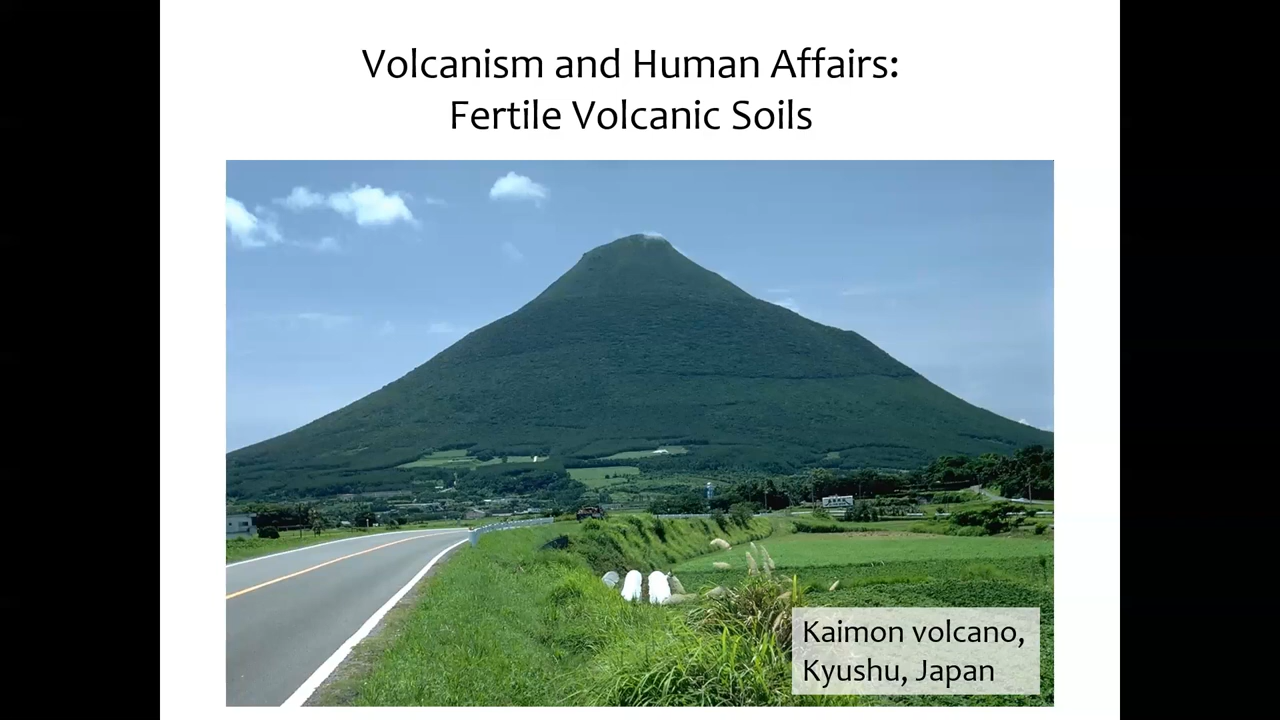 Volcanism and Human Affairs:
Fertile Volcanic Soils
Kaimon volcano,
Kyushu, Japan